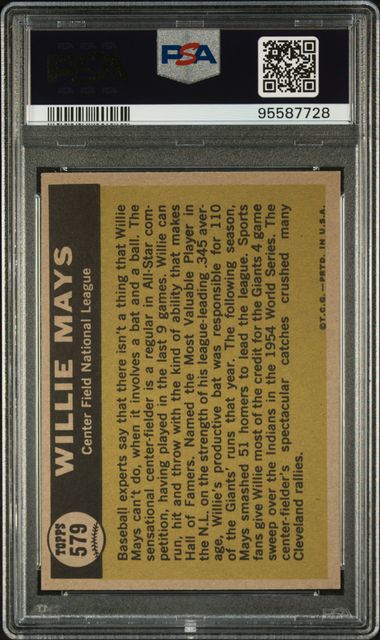 PSA
PSA
95587728
TOPPS
579
WILLIE MAYS
Center Field National League
Baseball experts say that there isn't a thing that Willie
Mays can't do, when it involves a bat and a ball. The
sensational center-fielder is a regular in All-Star com-
petition, having played in the last 9 games. Willie can
run, hit and throw with the kind of ability that makes
Hall of Famers. Named the Most Valuable Player in
the N.L. on the strength of his league-leading .345 aver-
age, Willie's productive bat was responsible for 110
of the Giants' runs that year. The following season,
Mays smashed 51 homers to lead the league. Sports
fans give Willie most of the credit for the Giants 4 game
sweep over the Indians in the 1954 World Series. The
center-fielder's spectacular catches crushed many
Cleveland rallies.
©T.C.G.—PRTD. IN U.S.A.